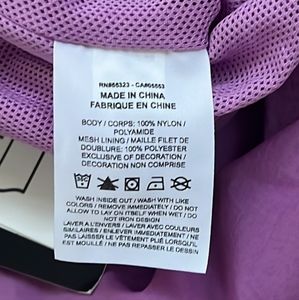 RN#56323 - CA#05553
MADE IN CHINA
FABRIQUE EN CHINE
BODY / CORPS: 100% NYLON /
POLYAMIDE
MESH LINING / MAILLE FILET DE
DOUBLURE: 100% POLYESTER
EXCLUSIVE OF DECORATION /
DECORATION NON COMPRISE
WASH INSIDE OUT / WASH WITH LIKE
COLORS / REMOVE IMMEDIATELY / DO NOT
ALLOW TO LAY ON ITSELF WHEN WET / DO
NOT IRON DESIGN
LAVER A L'ENVERS / LAVER AVEC COULEURS
SIMILAIRES / ENLEVER IMMEDIATEMENT / NE PAS
LAISSER LE VÊTEMENT PLIÉ LORSQU'IL
EST MOUILLÉ / NE PAS REPASSER LE DESSIN